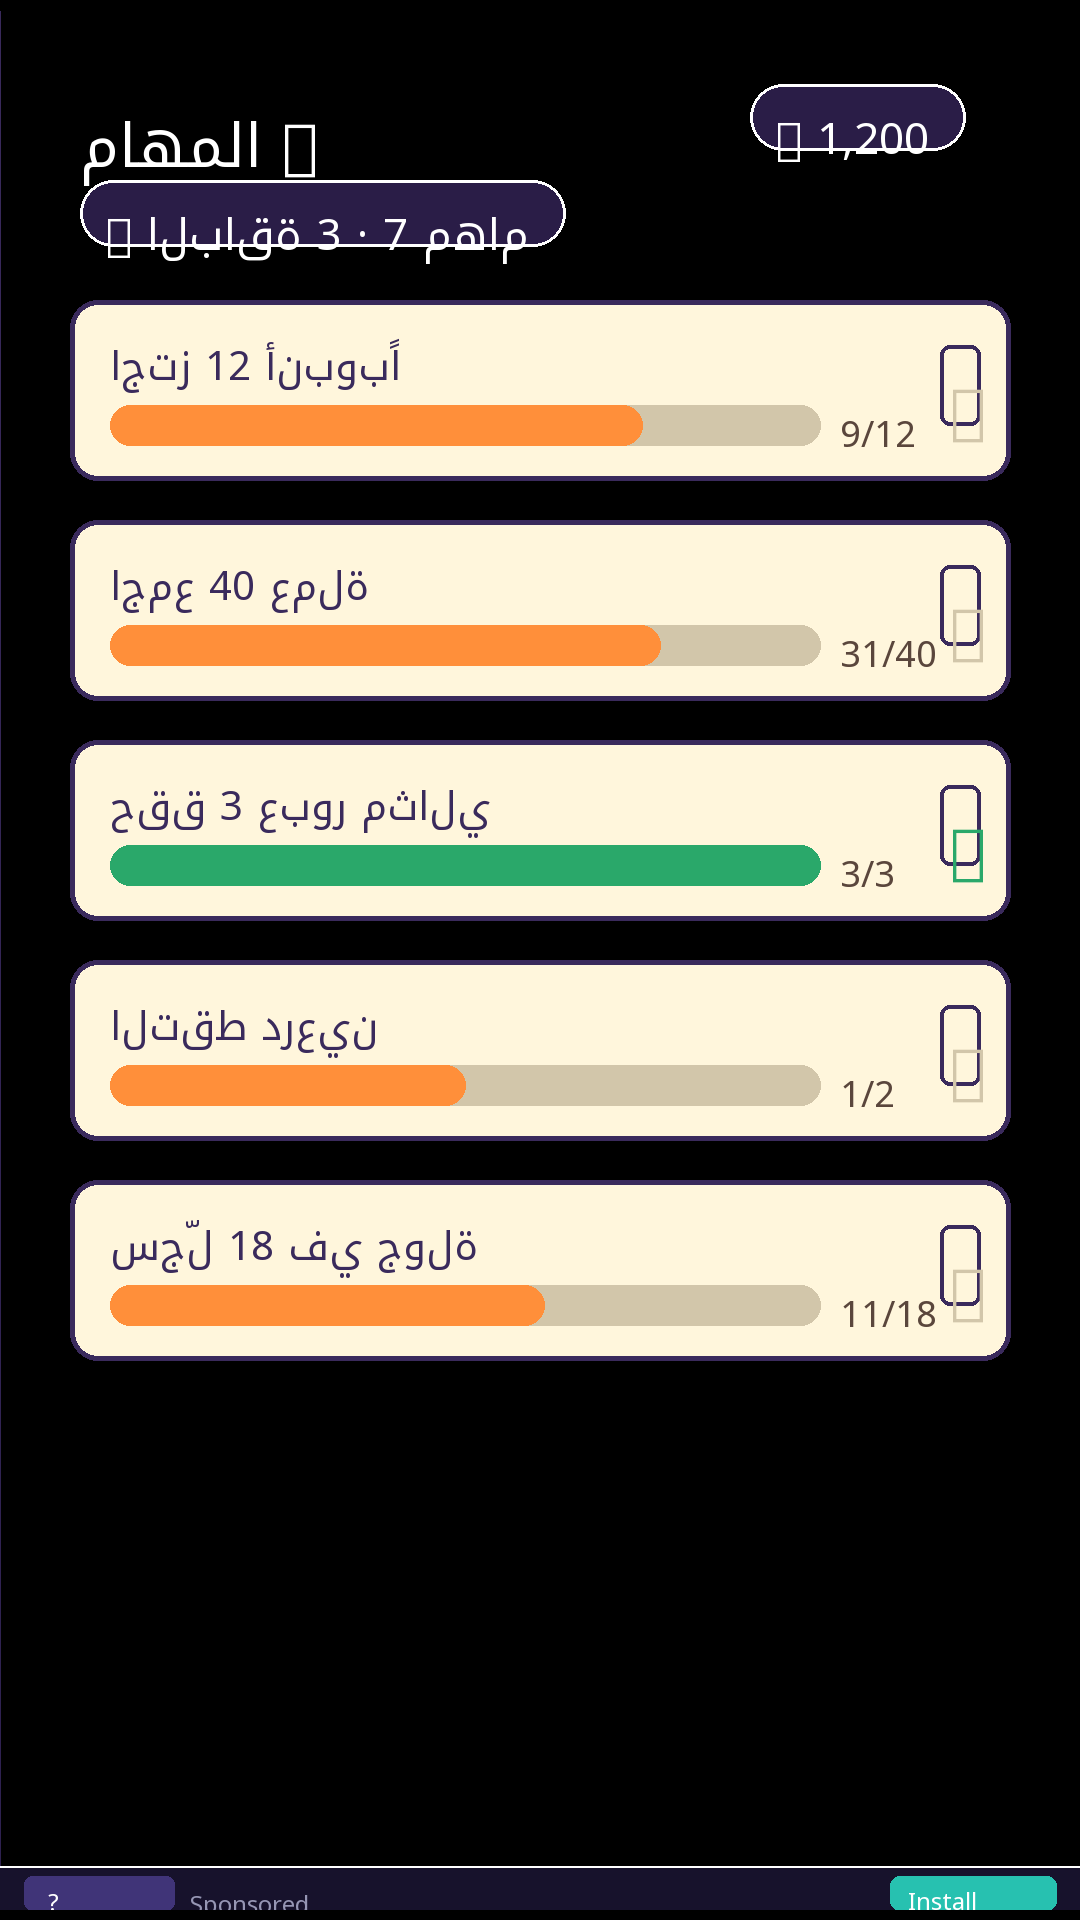 المهام
1,200
الباقة 3 · 7 مهام
اجتز 12 أنبوباً
9/12
اجمع 40 عملة
31/40
حقق 3 عبور مثالي
3/3
التقط درعين
1/2
سجّل 18 في جولة
11/18
?
Sponsored
Install